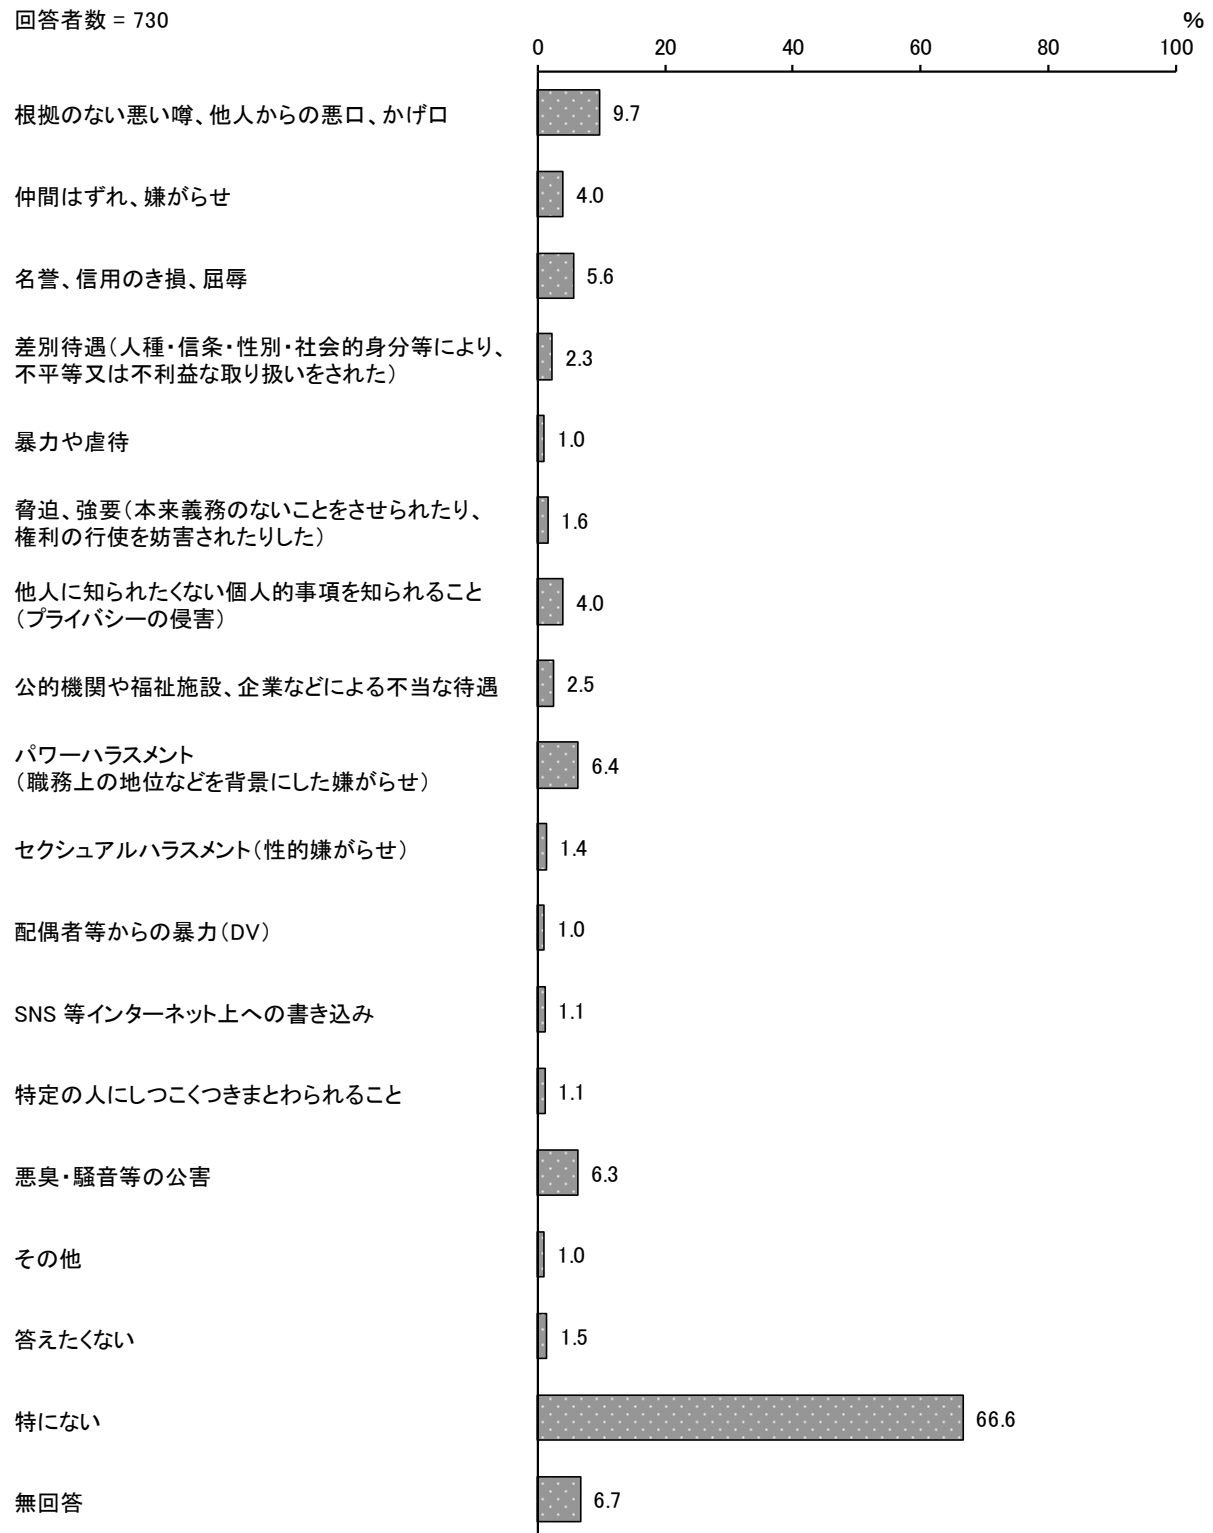 回答者数 = 730
%
0 20 40 60 80 100
根拠のない悪い噂、他人からの悪口、かげ口 9.7
仲間はずれ、嫌がらせ 4.0
名誉、信用のき損、屈辱 5.6
差別待遇(人種・信条・性別・社会的身分等により、
不平等又は不利益な取り扱いをされた) 2.3
暴力や虐待 1.0
脅迫、強要(本来義務のないことをさせられたり、
権利の行使を妨害されたりした) 1.6
他人に知られたくない個人的事項を知られること
(プライバシーの侵害) 4.0
公的機関や福祉施設、企業などによる不当な待遇 2.5
パワーハラスメント
(職務上の地位などを背景にした嫌がらせ) 6.4
セクシュアルハラスメント(性的嫌がらせ) 1.4
配偶者等からの暴力(DV) 1.0
SNS 等インターネット上への書き込み 1.1
特定の人にしつこくつきまとわられること 1.1
悪臭・騒音等の公害 6.3
その他 1.0
答えたくない 1.5
特にない 66.6
無回答 6.7